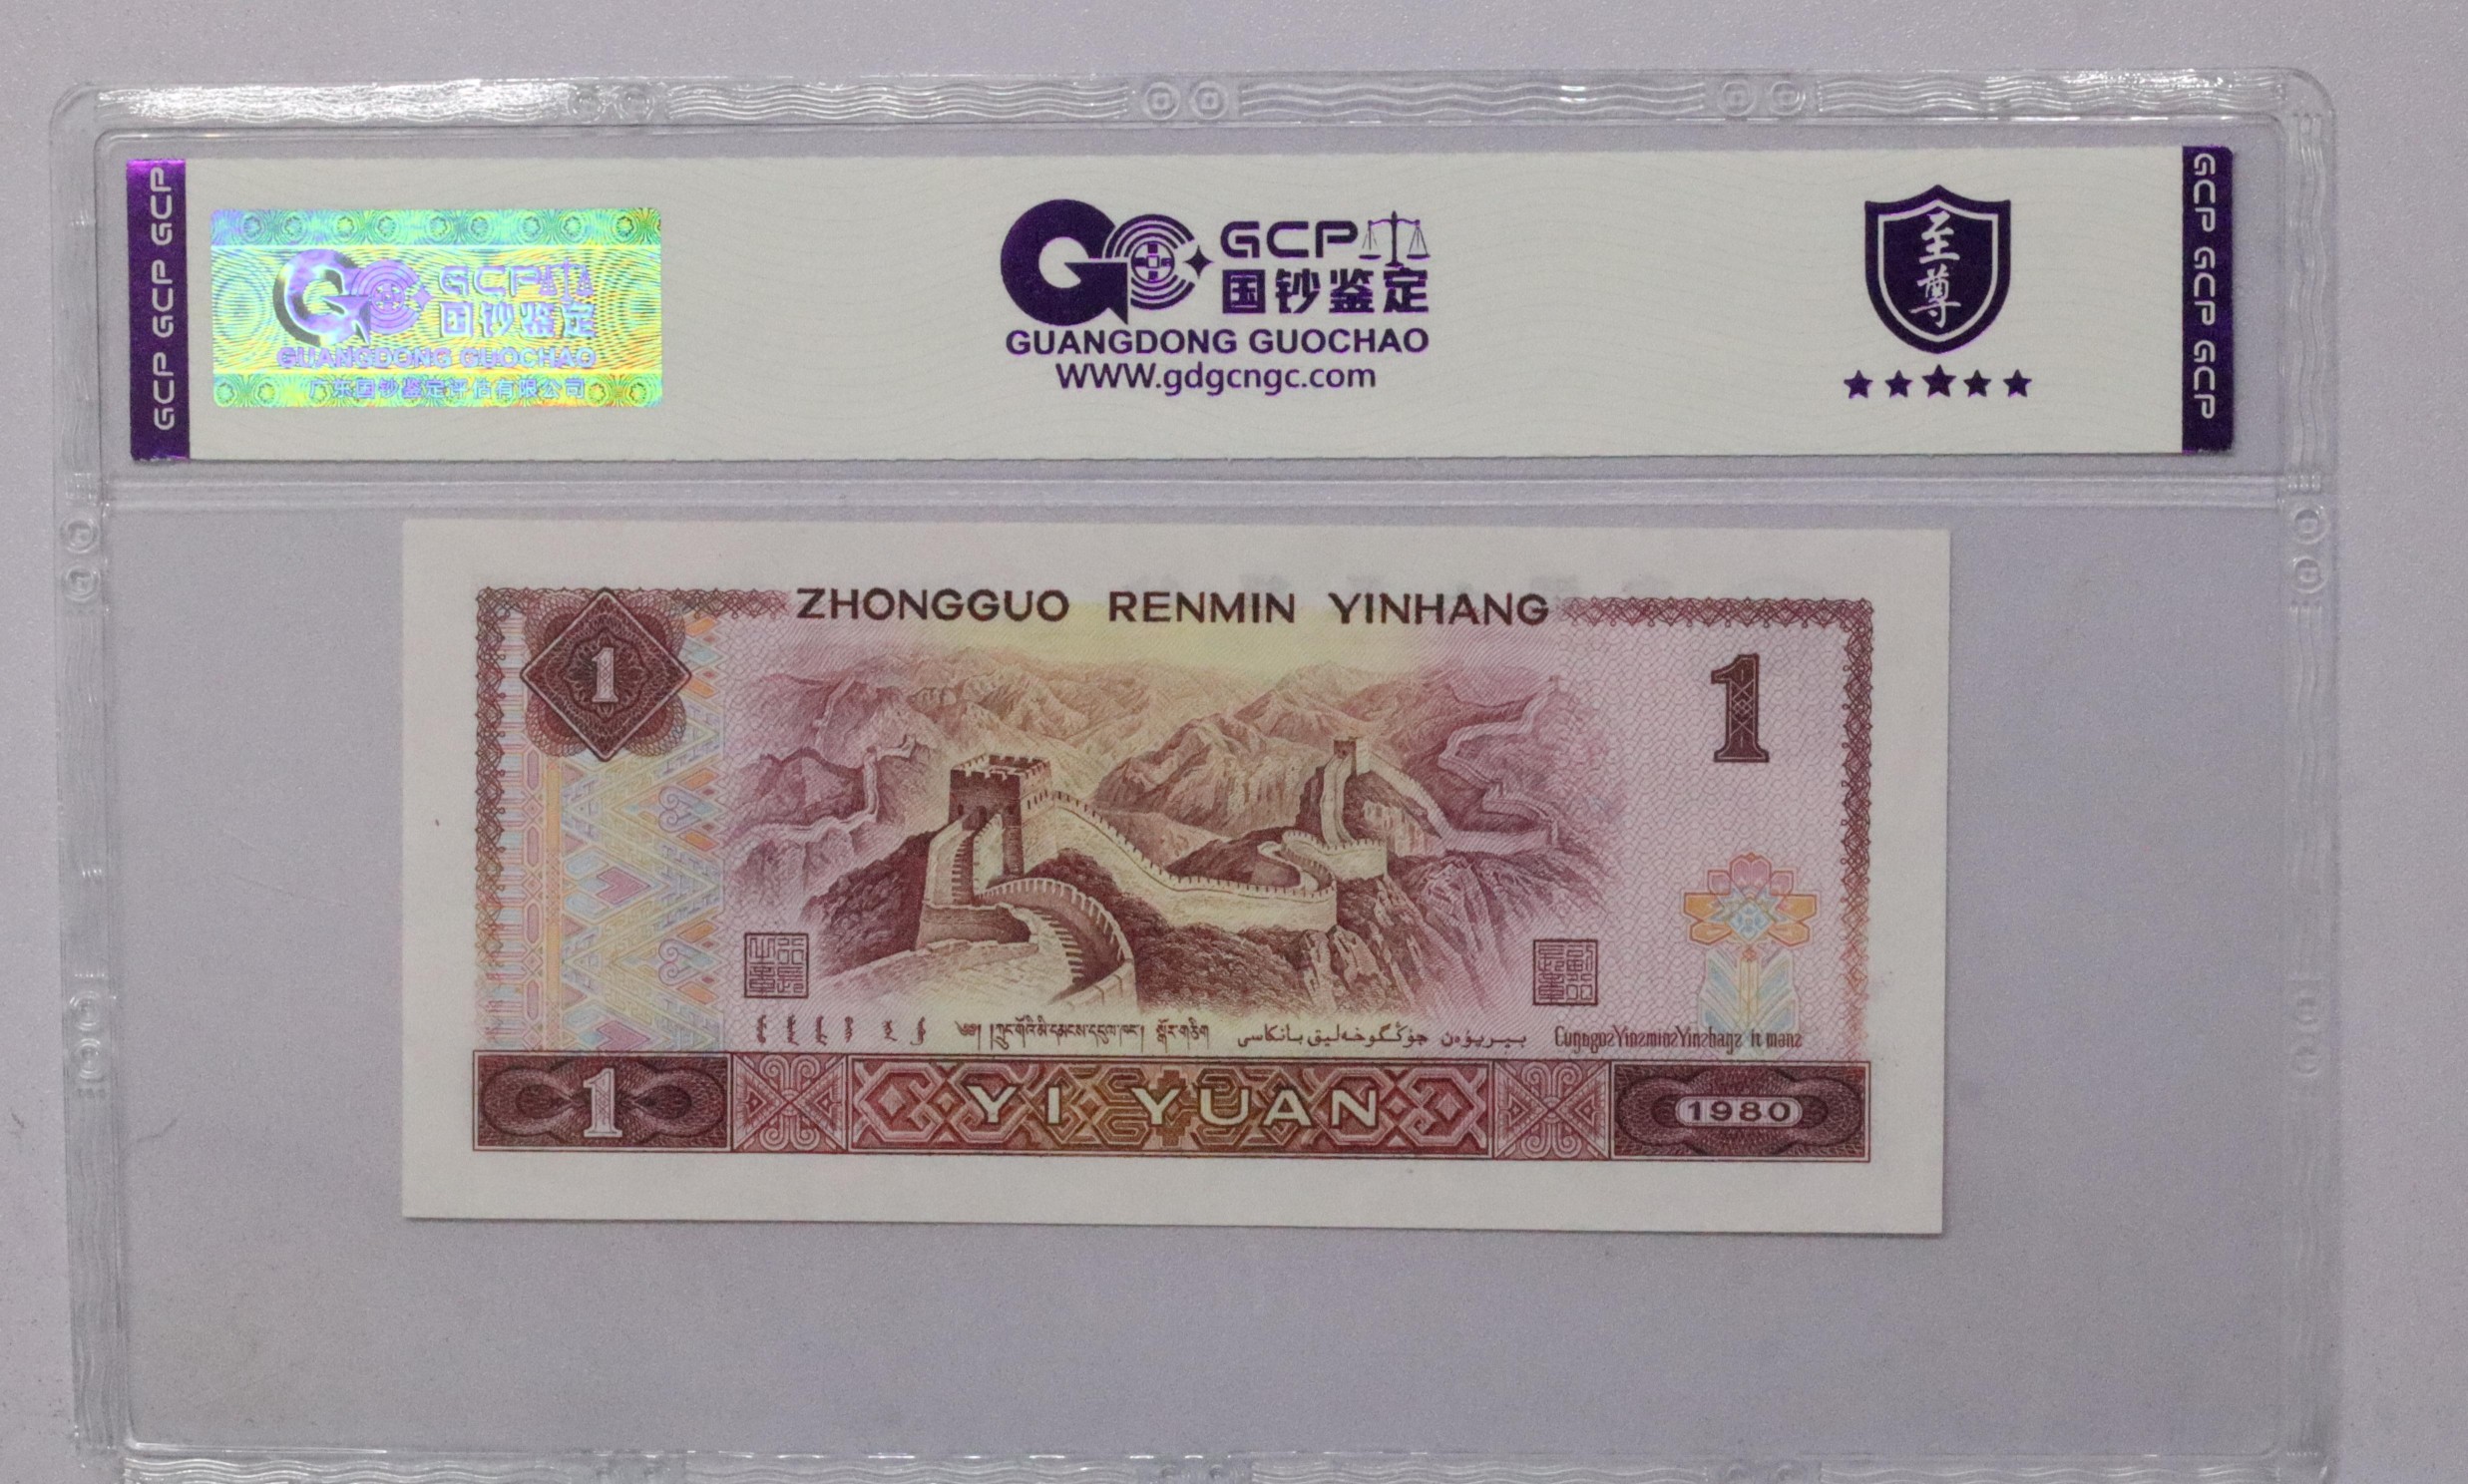 GCP GCP GCP
GCP
国钞鉴定
GUANGDONG GUOCHAO
广东国钞鉴定评估有限公司
GCP
国钞鉴定
GUANGDONG GUOCHAO
www.gdgcngc.com
至尊
GCP GCP GCP
ZHONGGUO RENMIN YINHANG
1
1
1 YI YUAN 1980